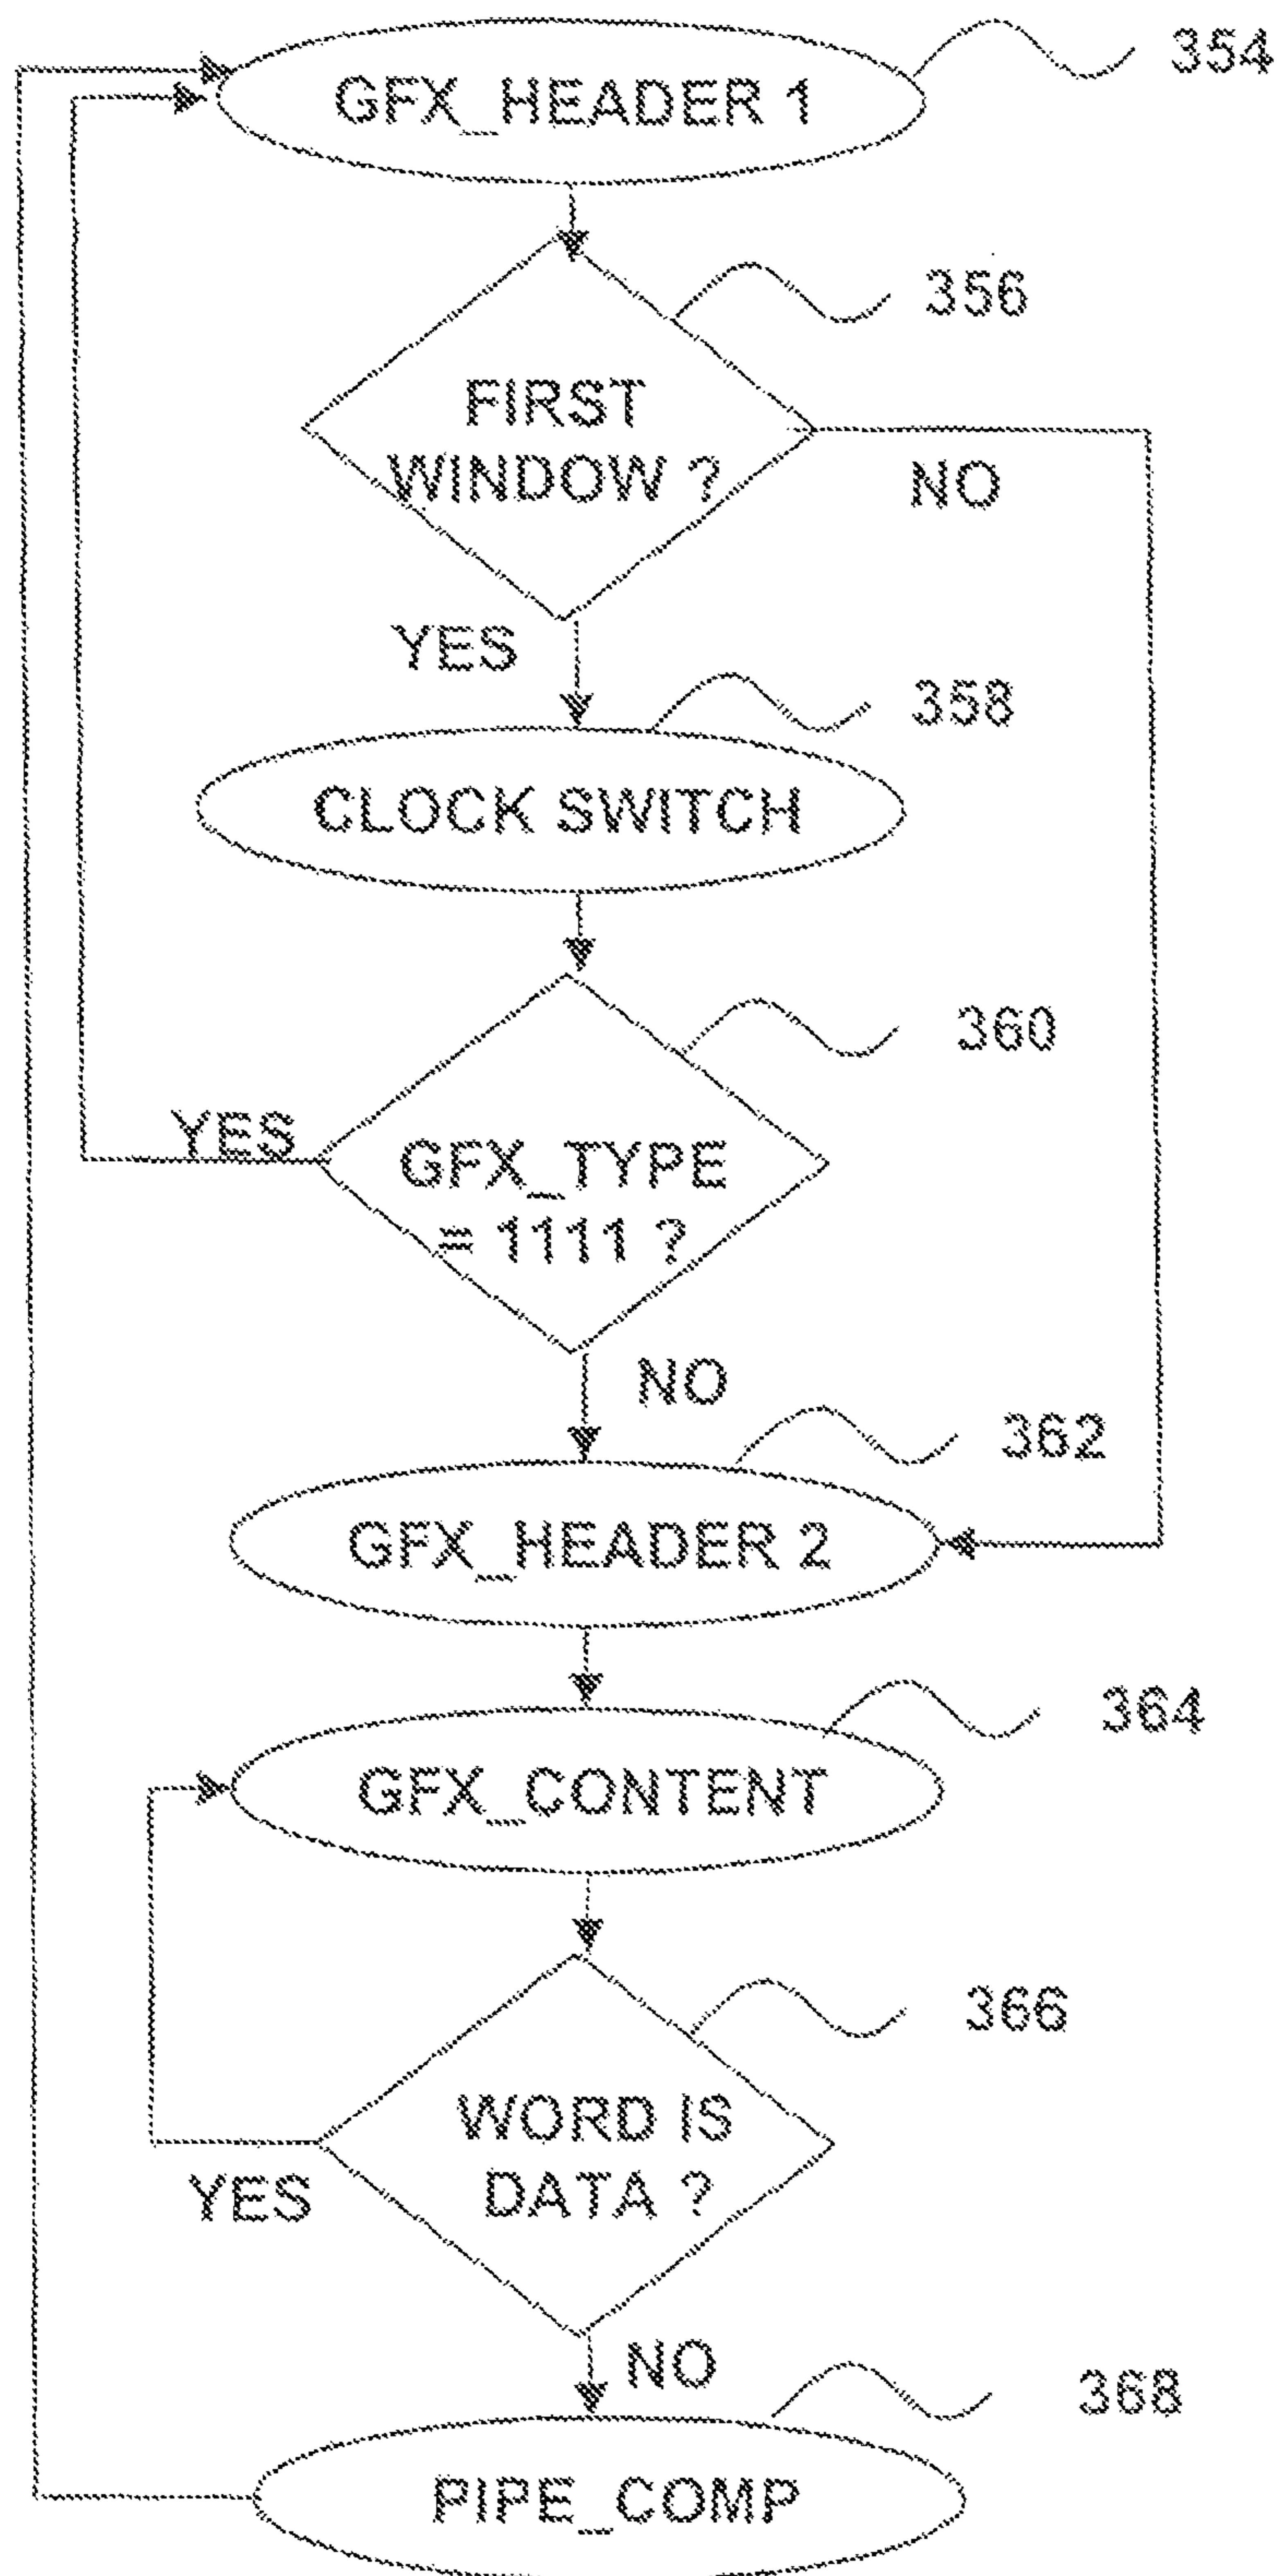 354
GFX_HEADER 1
356
FIRST
WINDOW ?
NO
YES
358
CLOCK SWITCH
360
YES
GFX_TYPE
= 1111 ?
NO
362
GFX_HEADER 2
364
GFX_CONTENT
366
WORD IS
DATA ?
YES
NO
368
PIPE_COMP